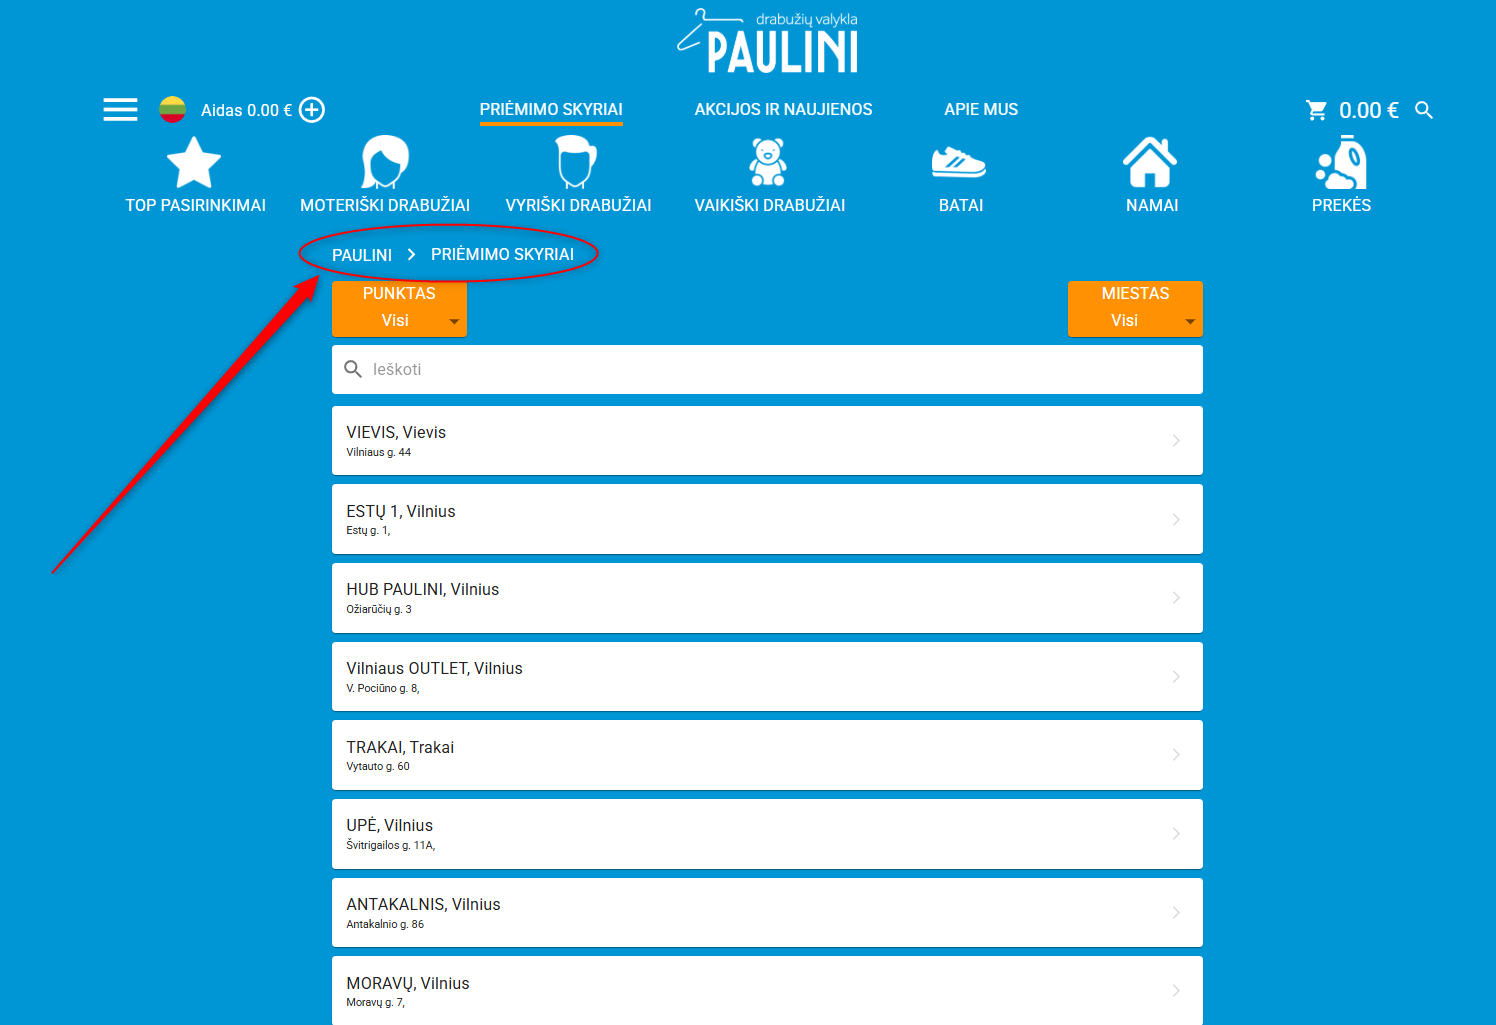 drabužių valykla
PAULINI
Aidas 0.00 €
PRIĖMIMO SKYRIAI
AKCIJOS IR NAUJIENOS
APIE MUS
0.00 €
TOP PASIRINKIMAI
MOTERIŠKI DRABUŽIAI
VYRIŠKI DRABUŽIAI
VAIKIŠKI DRABUŽIAI
BATAI
NAMAI
PREKĖS
PAULINI > PRIĖMIMO SKYRIAI
PUNKTAS
Visi
MIESTAS
Visi
Ieškoti
VIEVIS, Vievis
Vilniaus g. 44
ESTŲ 1, Vilnius
Estų g. 1,
HUB PAULINI, Vilnius
Ožiarūčių g. 3
Vilniaus OUTLET, Vilnius
V. Pociūno g. 8,
TRAKAI, Trakai
Vytauto g. 60
UPĖ, Vilnius
Švitrigailos g. 11A,
ANTAKALNIS, Vilnius
Antakalnio g. 86
MORAVŲ, Vilnius
Moravų g. 7,